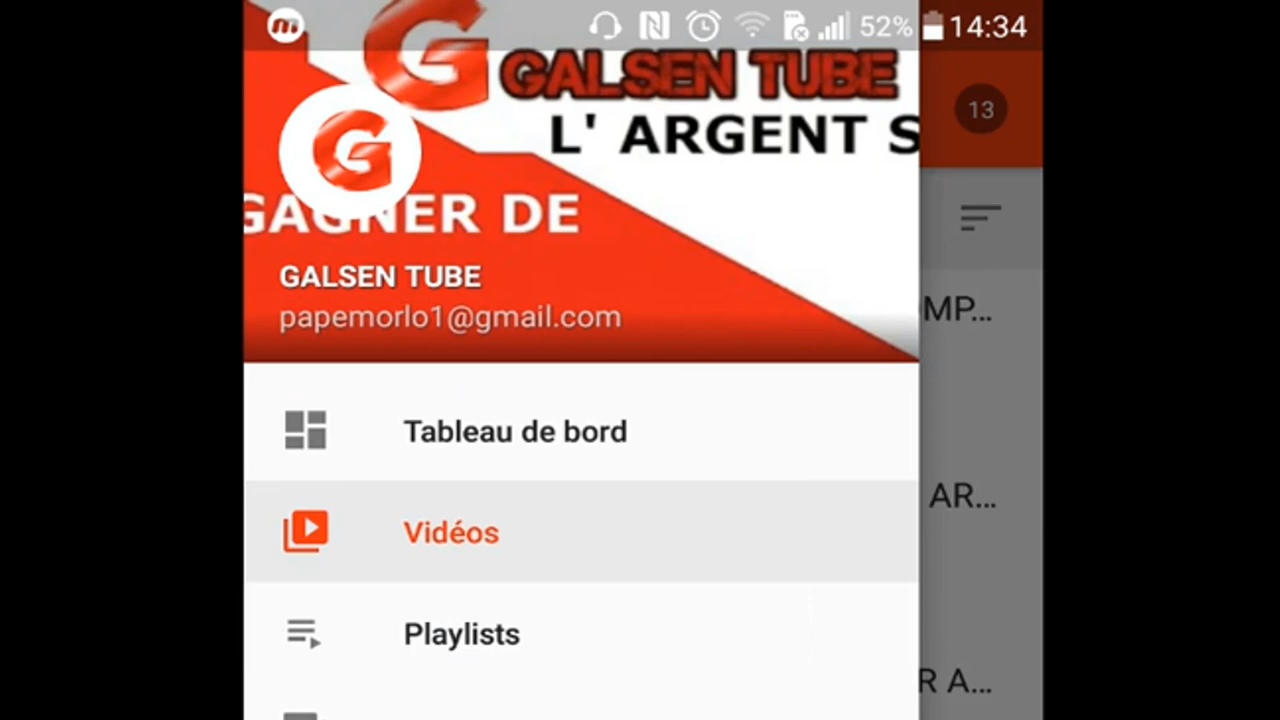 52% 14:34
G GALSEN TUBE
13
L' ARGENT S
G
GAGNER DE
GALSEN TUBE
papemorlo1@gmail.com
MP...
Tableau de bord
AR...
Vidéos
Playlists
R A...